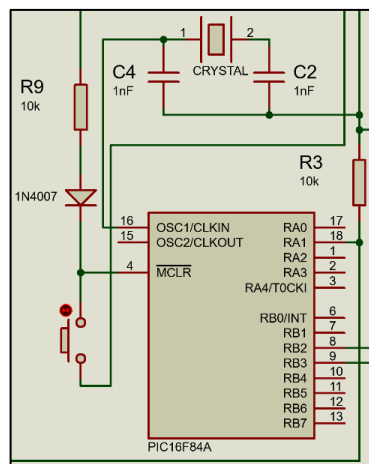 1 2
CRYSTAL
C4
1nF
C2
1nF
R9
10k
R3
10k
1N4007
16 OSC1/CLKIN RA0 17
15 OSC2/CLKOUT RA1 18
RA2 1
4 MCLR RA3 2
RA4/T0CKI 3
RB0/INT 6
RB1 7
RB2 8
RB3 9
RB4 10
RB5 11
RB6 12
RB7 13
PIC16F84A